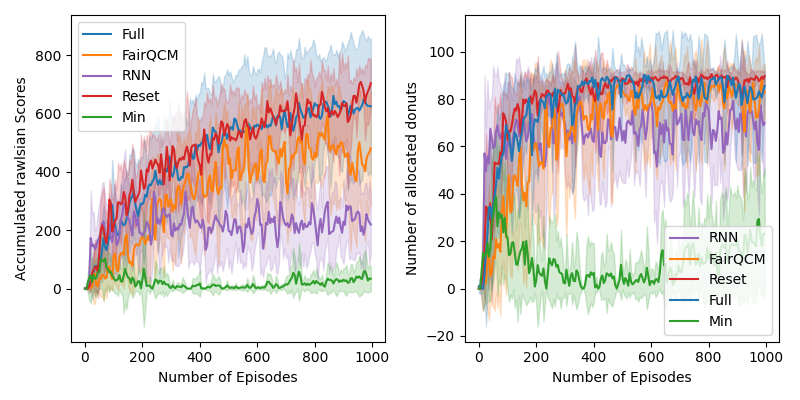 Accumulated rawlsian Scores
800
600
400
200
0
Full
FairQCM
RNN
Reset
Min
0 200 400 600 800 1000
Number of Episodes
Number of allocated donuts
100
80
60
40
20
0
−20
RNN
FairQCM
Reset
Full
Min
0 200 400 600 800 1000
Number of Episodes